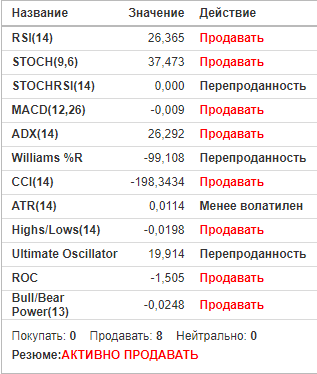 Название Значение Действие
RSI(14) 26,365 Продавать
STOCH(9,6) 37,473 Продавать
STOCHRSI(14) 0,000 Перепроданность
MACD(12,26) -0,009 Продавать
ADX(14) 26,292 Продавать
Williams %R -99,108 Перепроданность
CCI(14) -198,3434 Продавать
ATR(14) 0,0114 Менее волатилен
Highs/Lows(14) -0,0198 Продавать
Ultimate Oscillator 19,914 Перепроданность
ROC -1,505 Продавать
Bull/Bear
Power(13) -0,0248 Продавать
Покупать: 0 Продавать: 8 Нейтрально: 0
Резюме:АКТИВНО ПРОДАВАТЬ